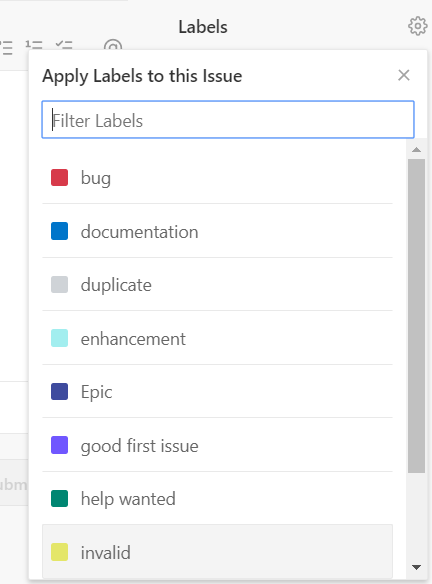 Labels
Apply Labels to this Issue
Filter Labels
bug
documentation
duplicate
enhancement
Epic
good first issue
help wanted
invalid